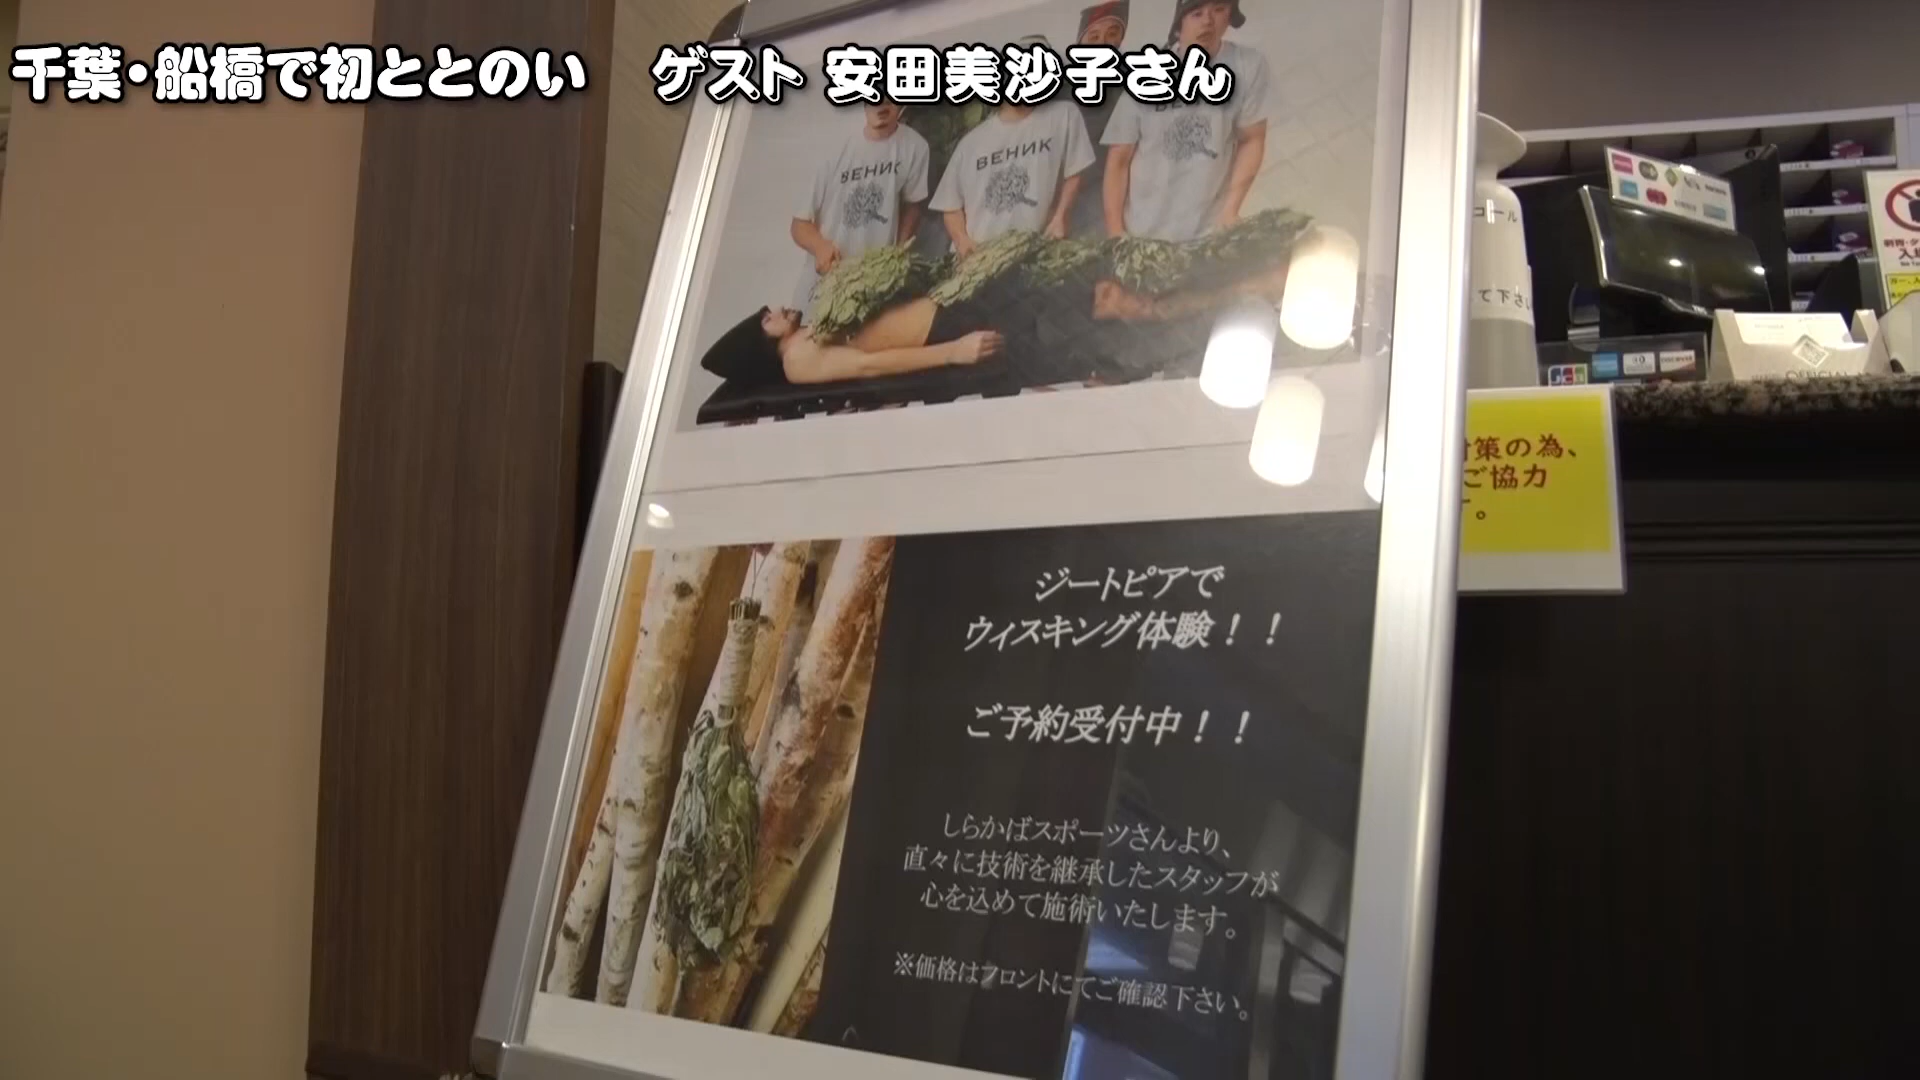 千葉・船橋で初ととのい　ゲスト 安田美沙子さん
ВЕНИК
ВЕНИК
ジートピアで
ウィスキング体験！！
ご予約受付中！！
しらかばスポーツさんより、
直々に技術を継承したスタッフが
心を込めて施術いたします。
※価格はフロントにてご確認下さい。
策の為、
ご協力
。
JCB